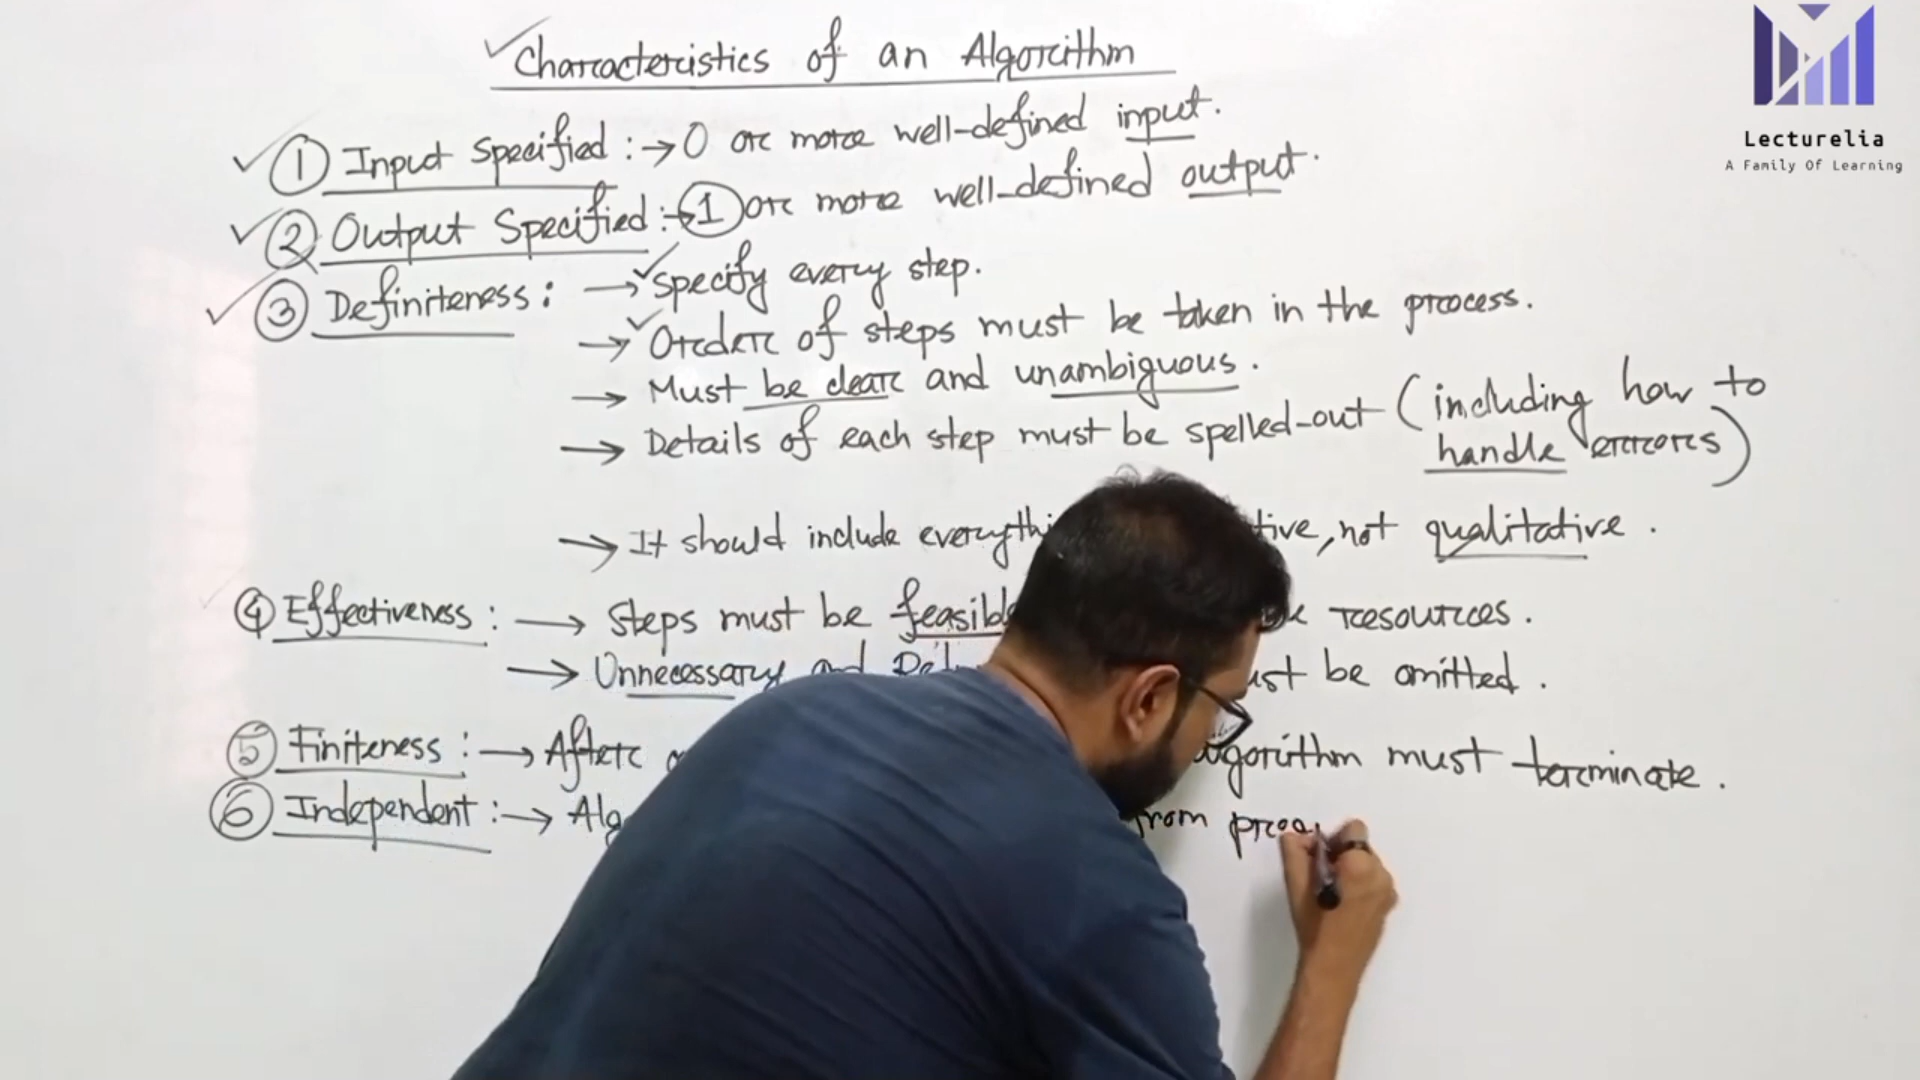 Characteristics of an Algorithm
① Input Specified :→ 0 or more well-defined input.
② Output Specified :→ 1 or more well-defined output.
③ Definiteness : → specify every step.
→ Order of steps must be taken in the process.
→ Must be clear and unambiguous.
→ Details of each step must be spelled-out (including how to
handle errors)
→ It should include , not qualitative.
④ Effectiveness : → Steps must be resources.
→ Unnecessary and must be omitted.
⑤ Finiteness : → After algorithm must terminate.
⑥ Independent : → from
Lecturelia
A Family Of Learning